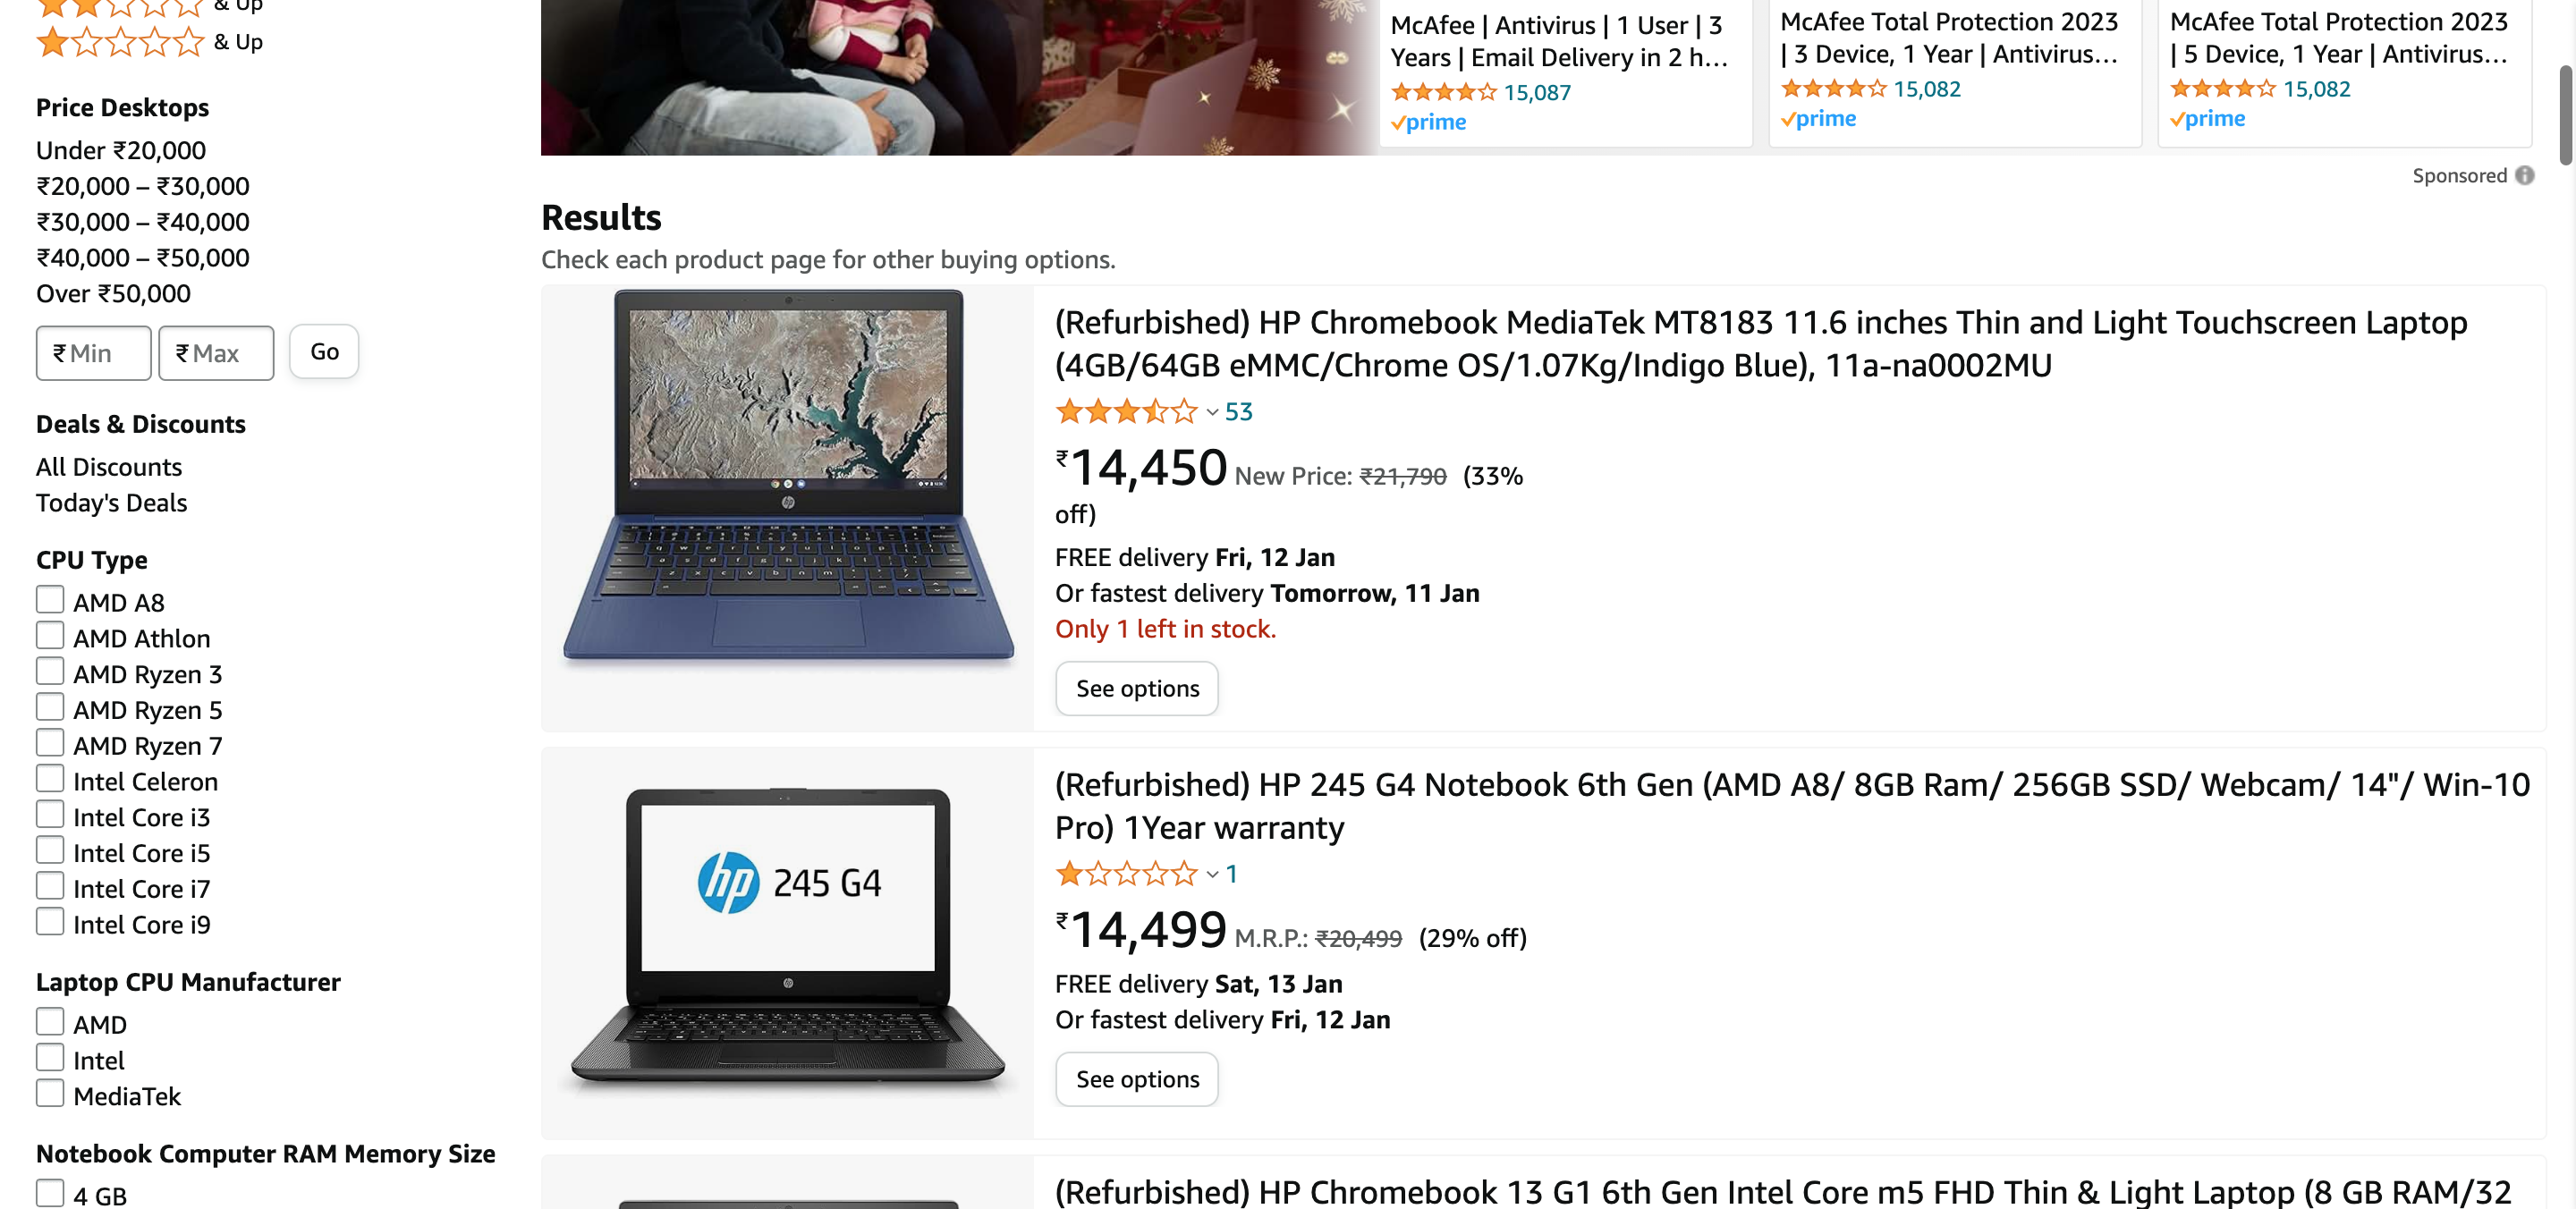 & Up
& Up
Price Desktops
Under ₹20,000
₹20,000 – ₹30,000
₹30,000 – ₹40,000
₹40,000 – ₹50,000
Over ₹50,000
₹ Min
₹ Max
Go
Deals & Discounts
All Discounts
Today's Deals
CPU Type
AMD A8
AMD Athlon
AMD Ryzen 3
AMD Ryzen 5
AMD Ryzen 7
Intel Celeron
Intel Core i3
Intel Core i5
Intel Core i7
Intel Core i9
Laptop CPU Manufacturer
AMD
Intel
MediaTek
Notebook Computer RAM Memory Size
4 GB
McAfee | Antivirus | 1 User | 3
Years | Email Delivery in 2 h...
15,087
prime
McAfee Total Protection 2023
| 3 Device, 1 Year | Antivirus...
15,082
prime
McAfee Total Protection 2023
| 5 Device, 1 Year | Antivirus...
15,082
prime
Sponsored
Results
Check each product page for other buying options.
(Refurbished) HP Chromebook MediaTek MT8183 11.6 inches Thin and Light Touchscreen Laptop
(4GB/64GB eMMC/Chrome OS/1.07Kg/Indigo Blue), 11a-na0002MU
53
₹14,450 New Price: ₹21,790 (33%
off)
FREE delivery Fri, 12 Jan
Or fastest delivery Tomorrow, 11 Jan
Only 1 left in stock.
See options
hp 245 G4
(Refurbished) HP 245 G4 Notebook 6th Gen (AMD A8/ 8GB Ram/ 256GB SSD/ Webcam/ 14"/ Win-10
Pro) 1Year warranty
1
₹14,499 M.R.P.: ₹20,499 (29% off)
FREE delivery Sat, 13 Jan
Or fastest delivery Fri, 12 Jan
See options
(Refurbished) HP Chromebook 13 G1 6th Gen Intel Core m5 FHD Thin & Light Laptop (8 GB RAM/32